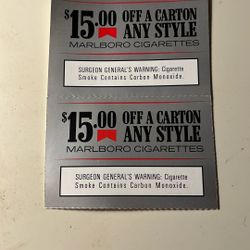 $15.00 OFF A CARTON
ANY STYLE
MARLBORO CIGARETTES
SURGEON GENERAL'S WARNING: Cigarette
Smoke Contains Carbon Monoxide.
$15.00 OFF A CARTON
ANY STYLE
MARLBORO CIGARETTES
SURGEON GENERAL'S WARNING: Cigarette
Smoke Contains Carbon Monoxide.